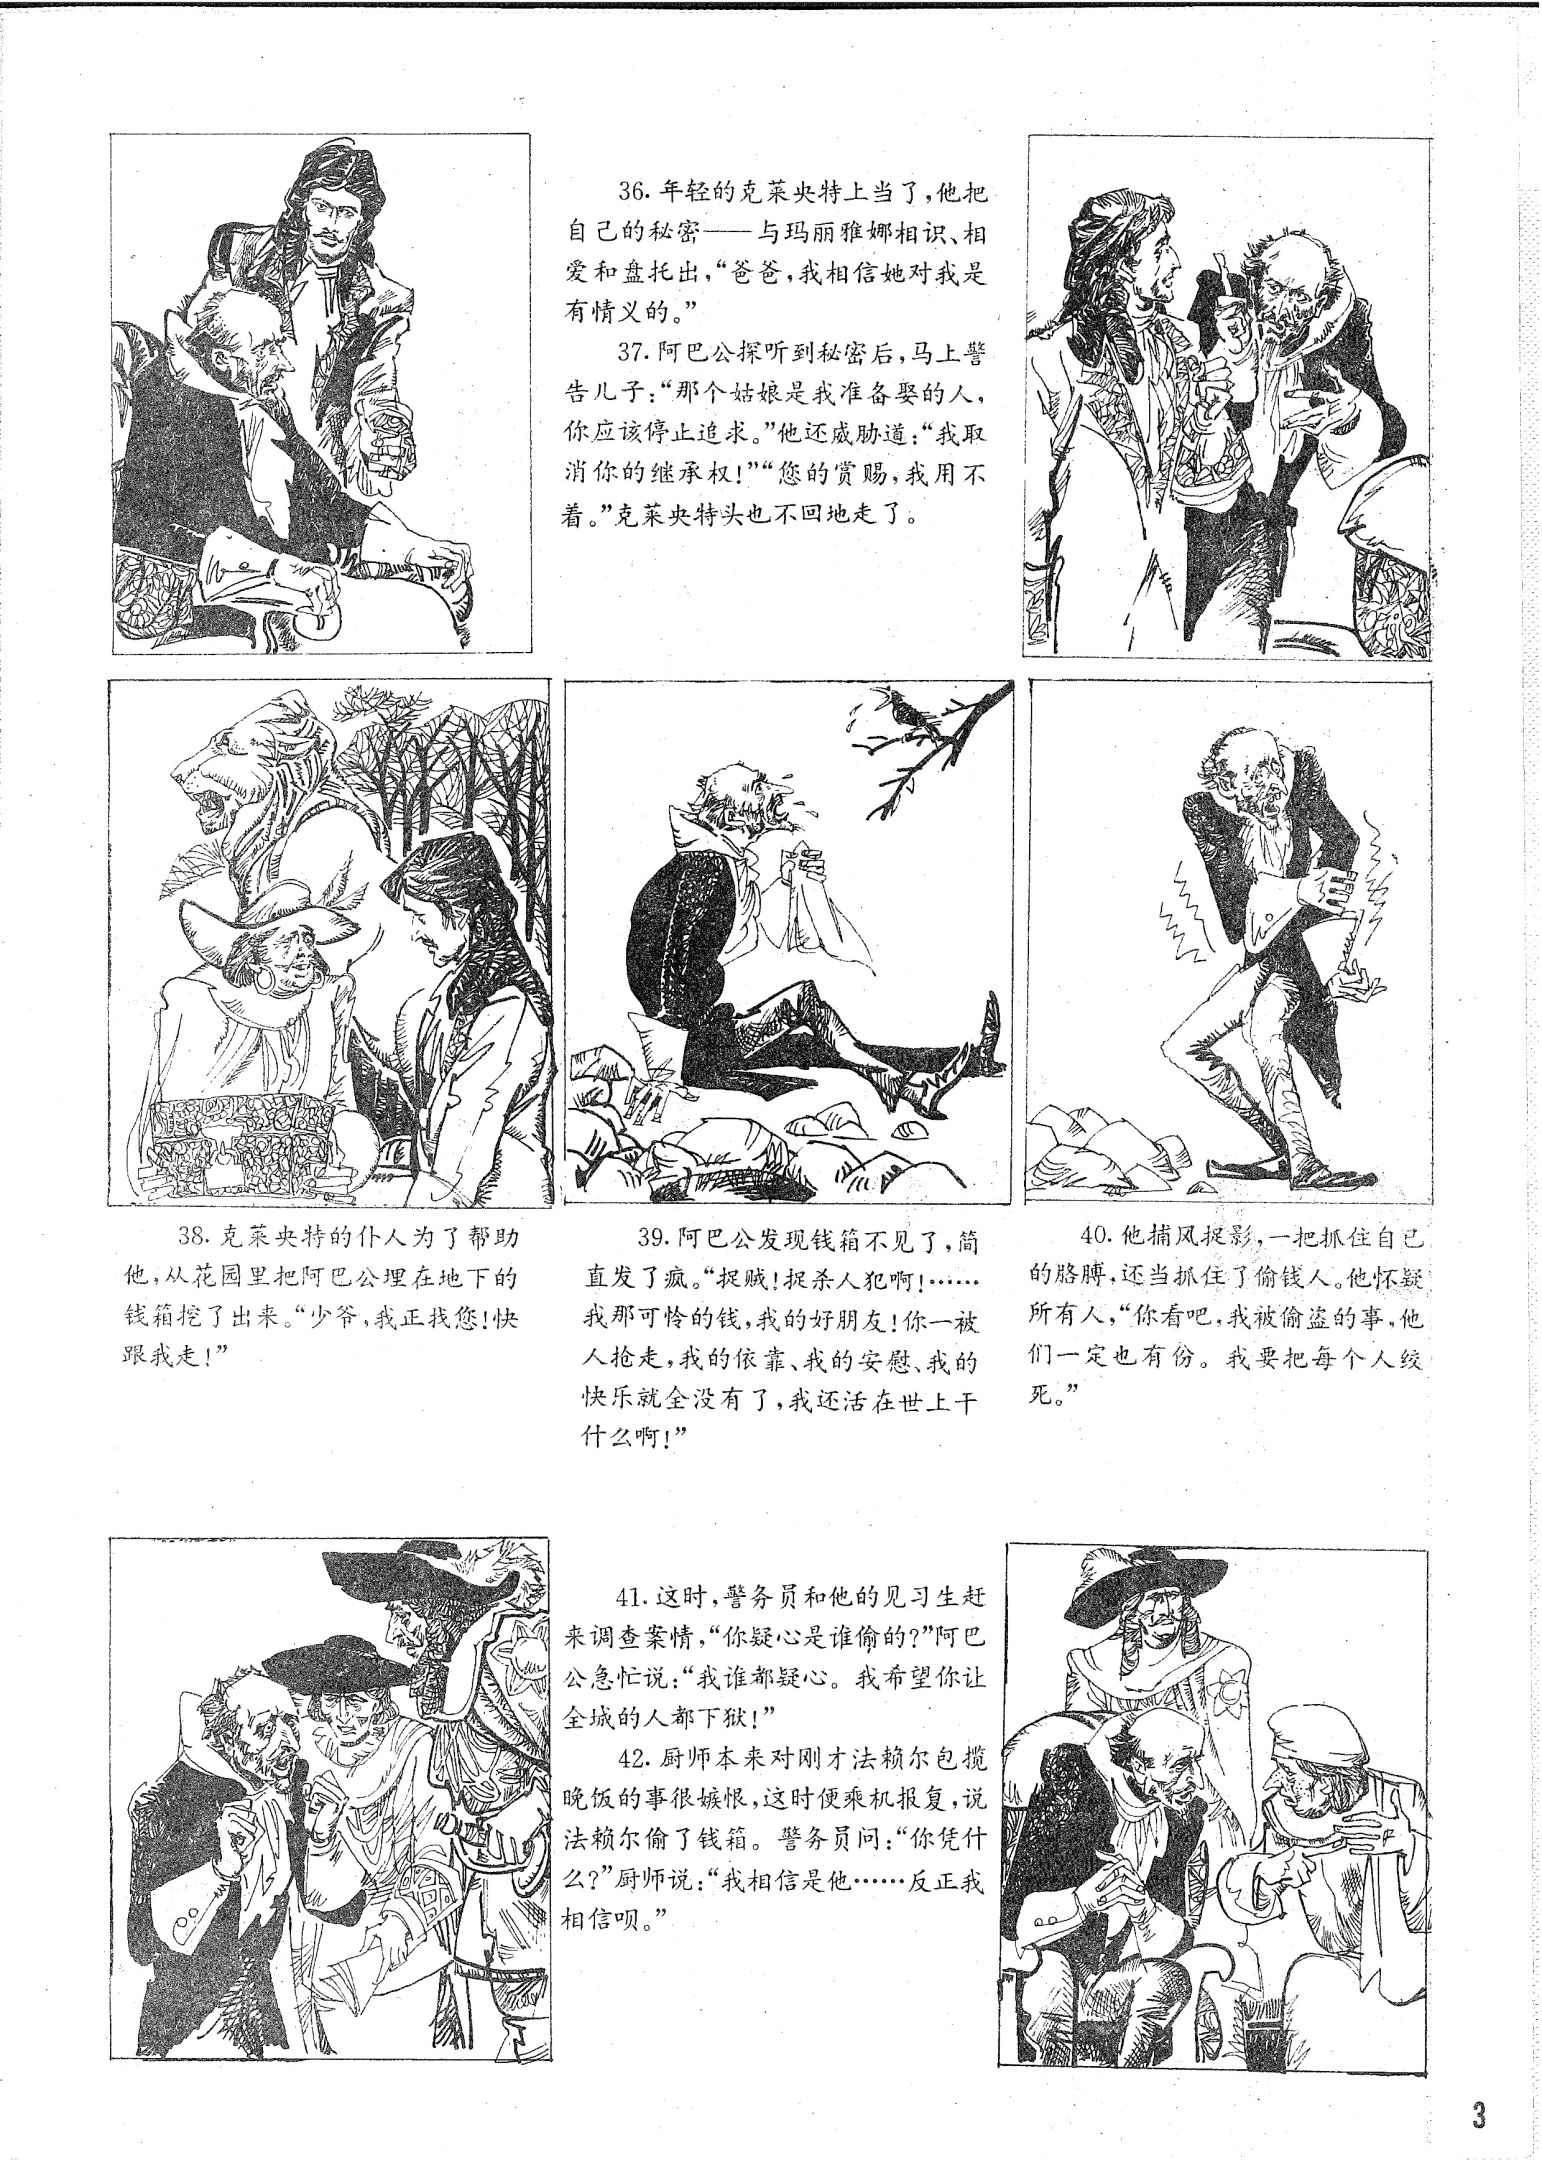 36. 年轻的克莱央特上当了，他把
自己的秘密——与玛丽雅娜相识、相
爱和盘托出，“爸爸，我相信她对我是
有情义的。”
37. 阿巴公探听到秘密后，马上警
告儿子：“那个姑娘是我准备娶的人，
你应该停止追求。”他还威胁道：“我取
消你的继承权！”“您的赏赐，我用不
着。”克莱央特头也不回地走了。
38. 克莱央特的仆人为了帮助
他，从花园里把阿巴公埋在地下的
钱箱挖了出来。“少爷，我正找您！快
跟我走！”
39. 阿巴公发现钱箱不见了，简
直发了疯。“捉贼！捉杀人犯啊！……
我那可怜的钱，我的好朋友！你一被
人抢走，我的依靠、我的安慰、我的
快乐就全没有了，我还活在世上干
什么啊！”
40. 他捕风捉影，一把抓住自己
的胳膊，还当抓住了偷钱人。他怀疑
所有人，“你看吧，我被偷盗的事，他
们一定也有份。我要把每个人绞
死。”
41. 这时，警务员和他的见习生赶
来调查案情，“你疑心是谁偷的？”阿巴
公急忙说：“我谁都疑心。我希望你让
全城的人都下狱！”
42. 厨师本来对刚才法赖尔包揽
晚饭的事很嫉恨，这时便乘机报复，说
法赖尔偷了钱箱。警务员问：“你凭什
么？”厨师说：“我相信是他……反正我
相信呗。”
3